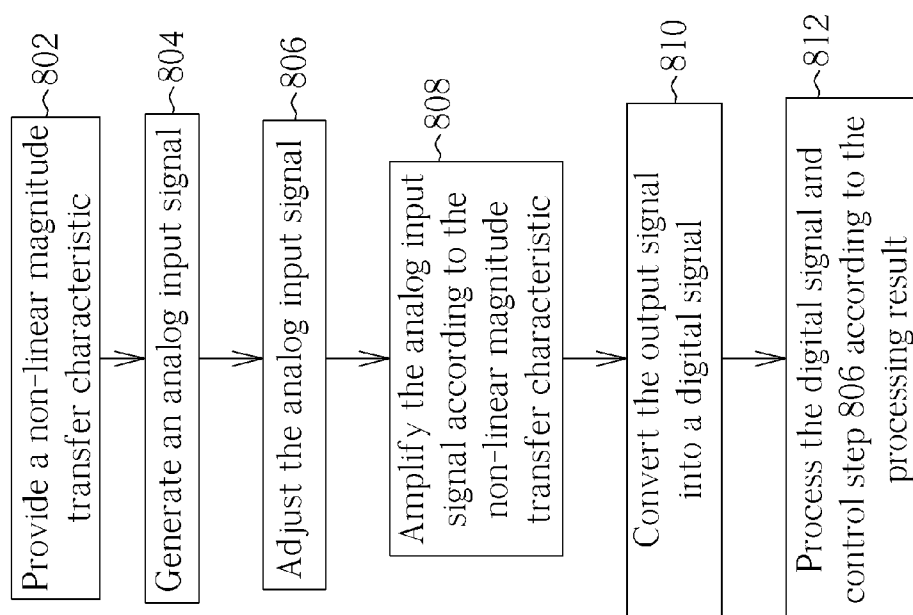 Provide a non-linear magnitude
transfer characteristic
802
Generate an analog input signal
804
Adjust the analog input signal
806
Amplify the analog input
signal according to the
non-linear magnitude
transfer characteristic
808
Convert the output signal
into a digital signal
810
Process the digital signal and
control step 806 according to the
processing result
812